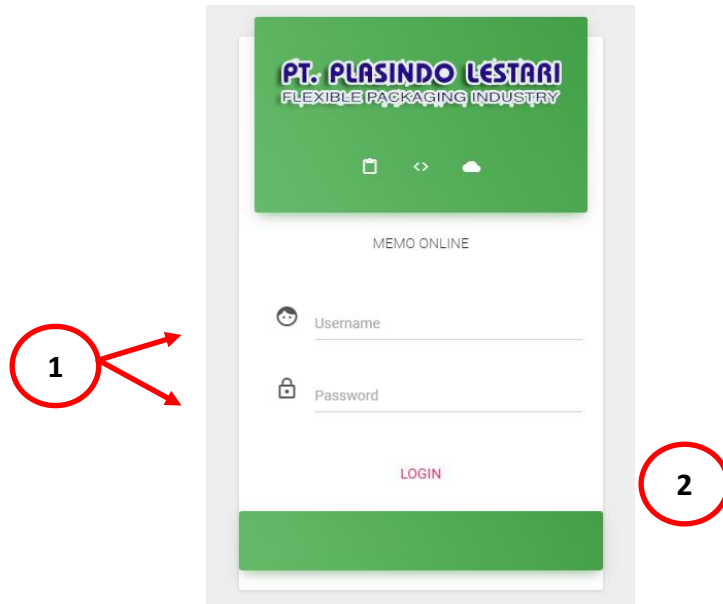 PT. PLASINDO LESTARI
FLEXIBLE PACKAGING INDUSTRY
MEMO ONLINE
Username
1
Password
LOGIN
2